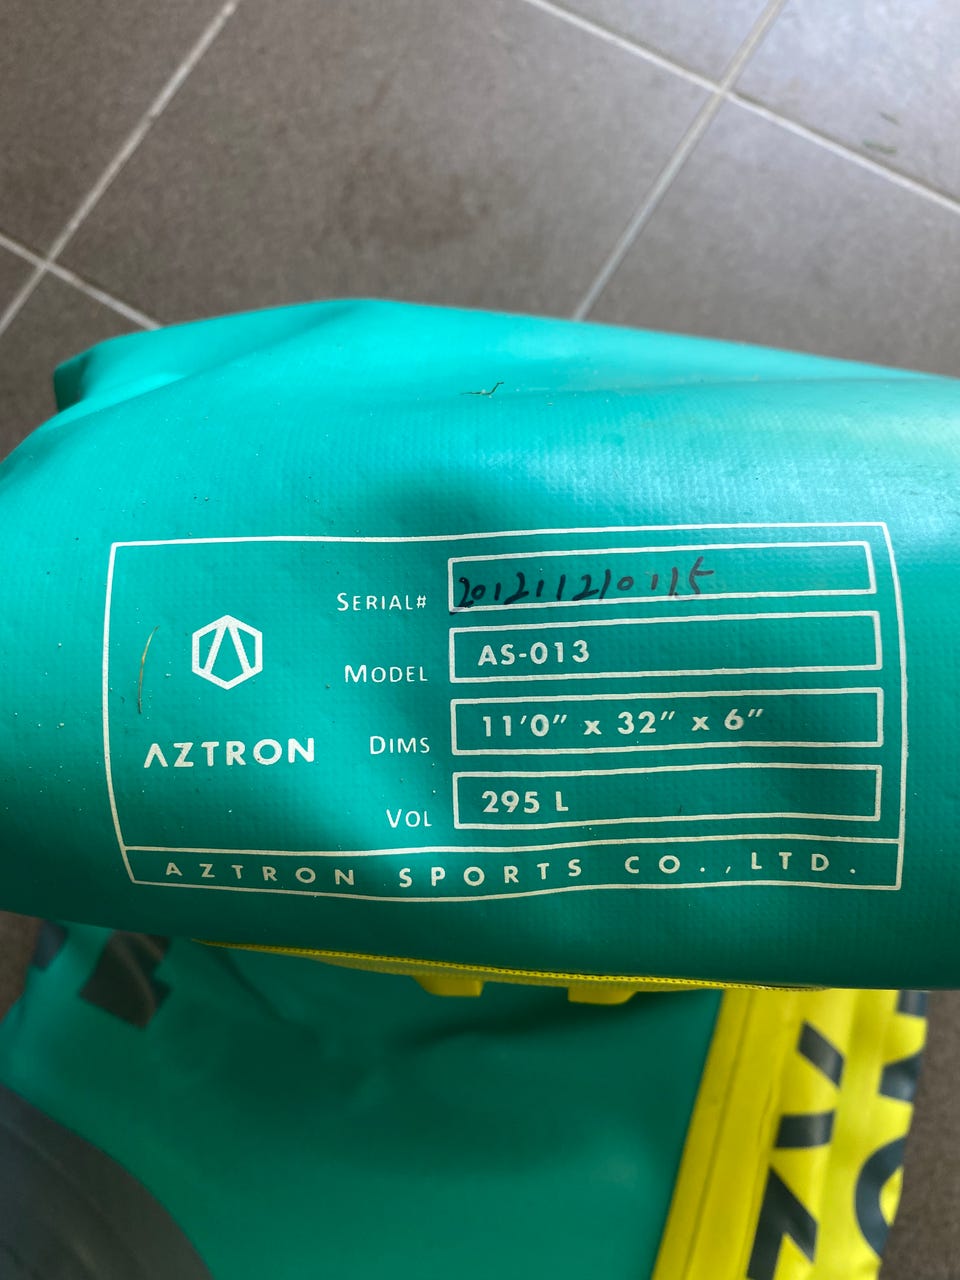 SERIAL# 201211210115
MODEL AS-013
DIMS 11'0" x 32" x 6"
VOL 295 L
AZTRON
AZTRON SPORTS CO.,LTD.